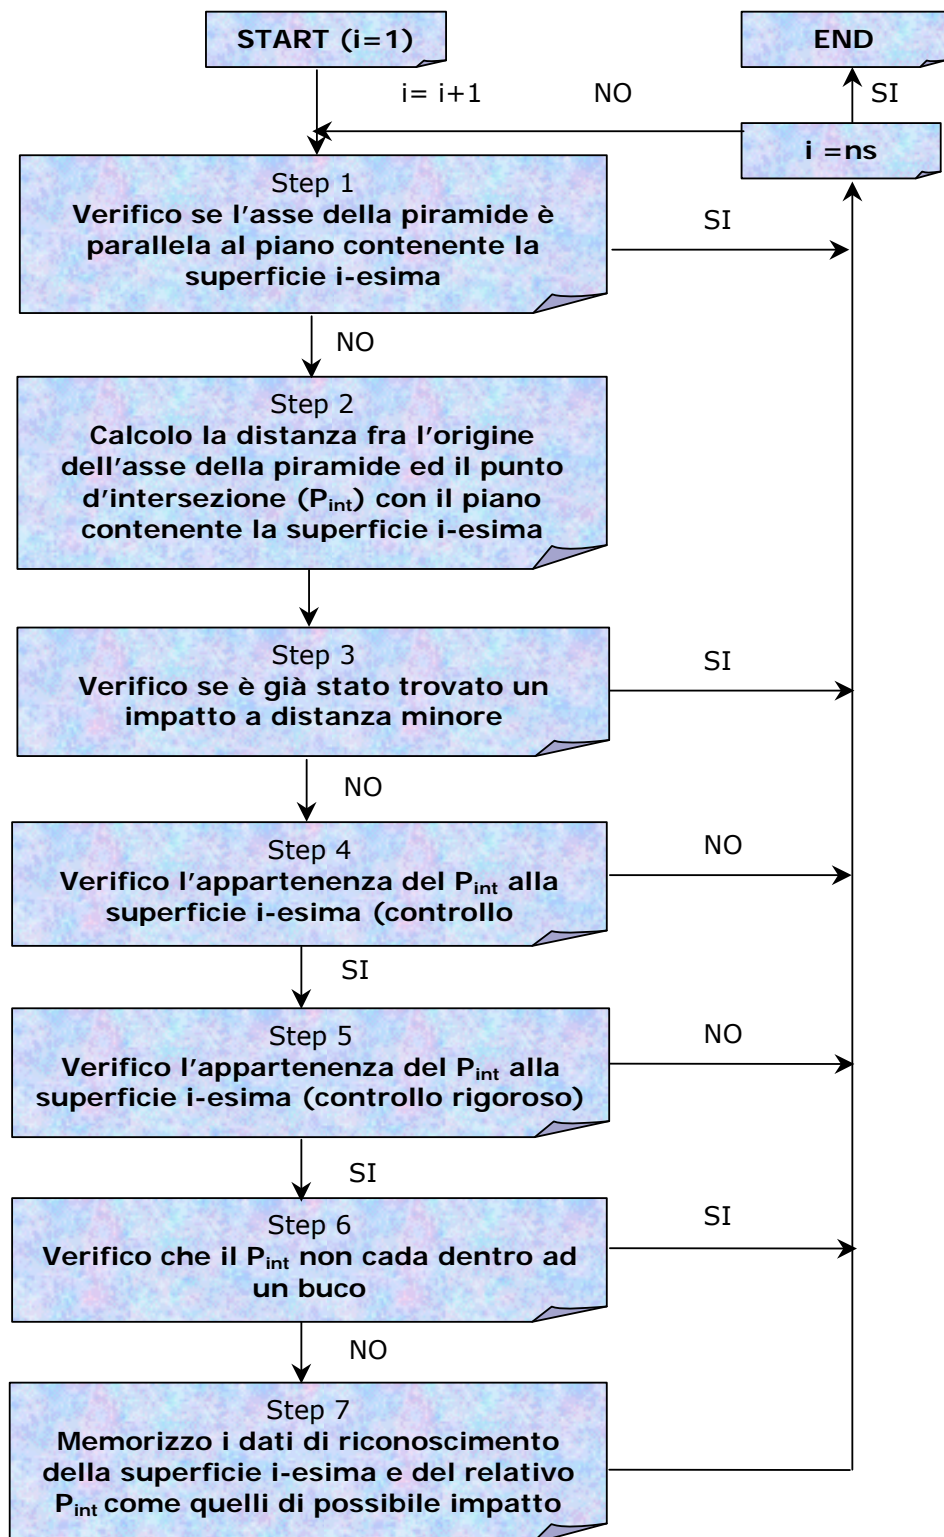 START (i=1)
END
i= i+1
NO
SI
i =ns
Step 1
Verifico se l'asse della piramide è
parallela al piano contenente la
superficie i-esima
SI
NO
Step 2
Calcolo la distanza fra l'origine
dell'asse della piramide ed il punto
d'intersezione (Pint) con il piano
contenente la superficie i-esima
Step 3
Verifico se è già stato trovato un
impatto a distanza minore
SI
NO
Step 4
Verifico l'appartenenza del Pint alla
superficie i-esima (controllo
NO
SI
Step 5
Verifico l'appartenenza del Pint alla
superficie i-esima (controllo rigoroso)
NO
SI
Step 6
Verifico che il Pint non cada dentro ad
un buco
SI
NO
Step 7
Memorizzo i dati di riconoscimento
della superficie i-esima e del relativo
Pint come quelli di possibile impatto